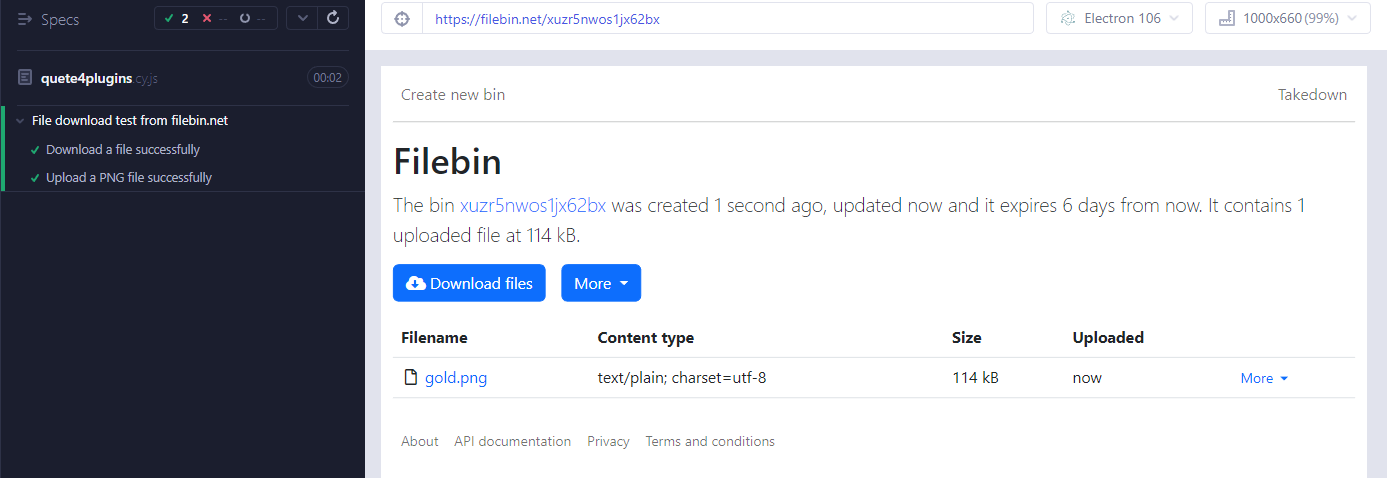 Specs
2 -- --
https://filebin.net/xuzr5nwos1jx62bx
Electron 106
1000x660 (99%)
quete4plugins.cy.js
00:02
File download test from filebin.net
Download a file successfully
Upload a PNG file successfully
Create new bin
Takedown
Filebin
The bin xuzr5nwos1jx62bx was created 1 second ago, updated now and it expires 6 days from now. It contains 1
uploaded file at 114 kB.
Download files
More
Filename Content type Size Uploaded
gold.png text/plain; charset=utf-8 114 kB now More
About API documentation Privacy Terms and conditions